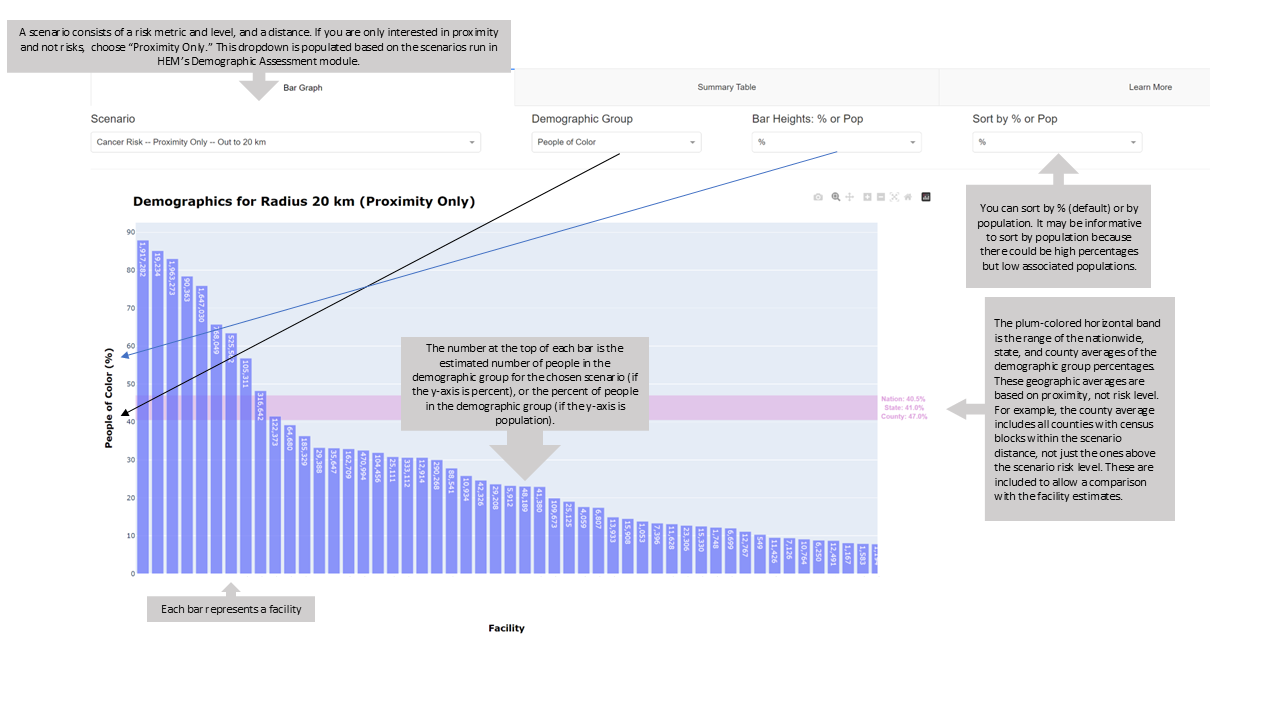 A scenario consists of a risk metric and level, and a distance. If you are only interested in proximity
and not risks, choose “Proximity Only.” This dropdown is populated based on the scenarios run in
HEM’s Demographic Assessment module.
Bar Graph
Summary Table
Learn More
Scenario
Demographic Group
Bar Heights: % or Pop
Sort by % or Pop
Cancer Risk -- Proximity Only -- Out to 20 km
People of Color
%
%
Demographics for Radius 20 km (Proximity Only)
You can sort by % (default) or by
population. It may be informative
to sort by population because
there could be high percentages
but low associated populations.
90
80
70
60
50
40
30
20
10
0
People of Color (%)
1,917,282
19,234
1,963,273
90,363
1,647,030
68,049
525,5
105,311
316,642
122,373
64,680
185,329
29,388
35,647
162,709
470,994
104,456
25,111
333,112
12,914
290,268
88,541
10,934
42,326
29,208
5,912
48,189
41,380
109,673
25,125
4,059
6,807
13,933
15,908
1,053
7,396
11,628
23,306
15,330
1,748
6,699
12,767
549
11,426
7,126
10,764
6,250
12,491
1,167
1,583
The number at the top of each bar is the
estimated number of people in the
demographic group for the chosen scenario (if
the y-axis is percent), or the percent of people
in the demographic group (if the y-axis is
population).
Nation: 40.5%
State: 41.0%
County: 47.0%
The plum-colored horizontal band
is the range of the nationwide,
state, and county averages of the
demographic group percentages.
These geographic averages are
based on proximity, not risk level.
For example, the county average
includes all counties with census
blocks within the scenario
distance, not just the ones above
the scenario risk level. These are
included to allow a comparison
with the facility estimates.
Each bar represents a facility
Facility